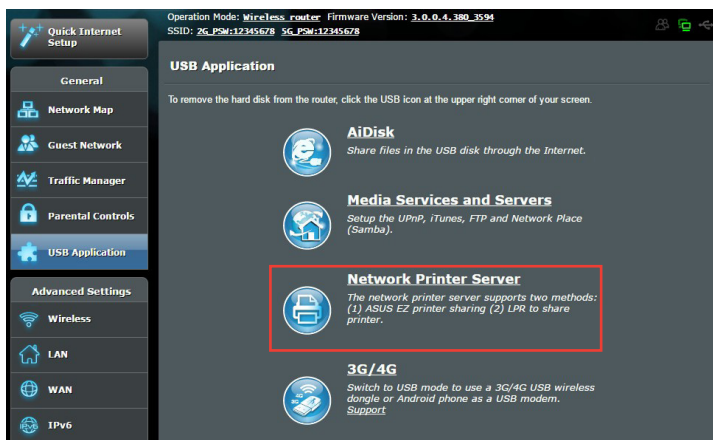 Quick Internet
Setup
Operation Mode: Wireless router Firmware Version: 3.0.0.4.380_3594
SSID: 2G_PSW:12345678 5G_PSW:12345678
General
Network Map
Guest Network
Traffic Manager
Parental Controls
USB Application
Advanced Settings
Wireless
LAN
WAN
IPv6
USB Application
To remove the hard disk from the router, click the USB icon at the upper right corner of your screen.
AiDisk
Share files in the USB disk through the Internet.
Media Services and Servers
Setup the UPnP, iTunes, FTP and Network Place
(Samba).
Network Printer Server
The network printer server supports two methods:
(1) ASUS EZ printer sharing (2) LPR to share
printer.
3G/4G
Switch to USB mode to use a 3G/4G USB wireless
dongle or Android phone as a USB modem.
Support